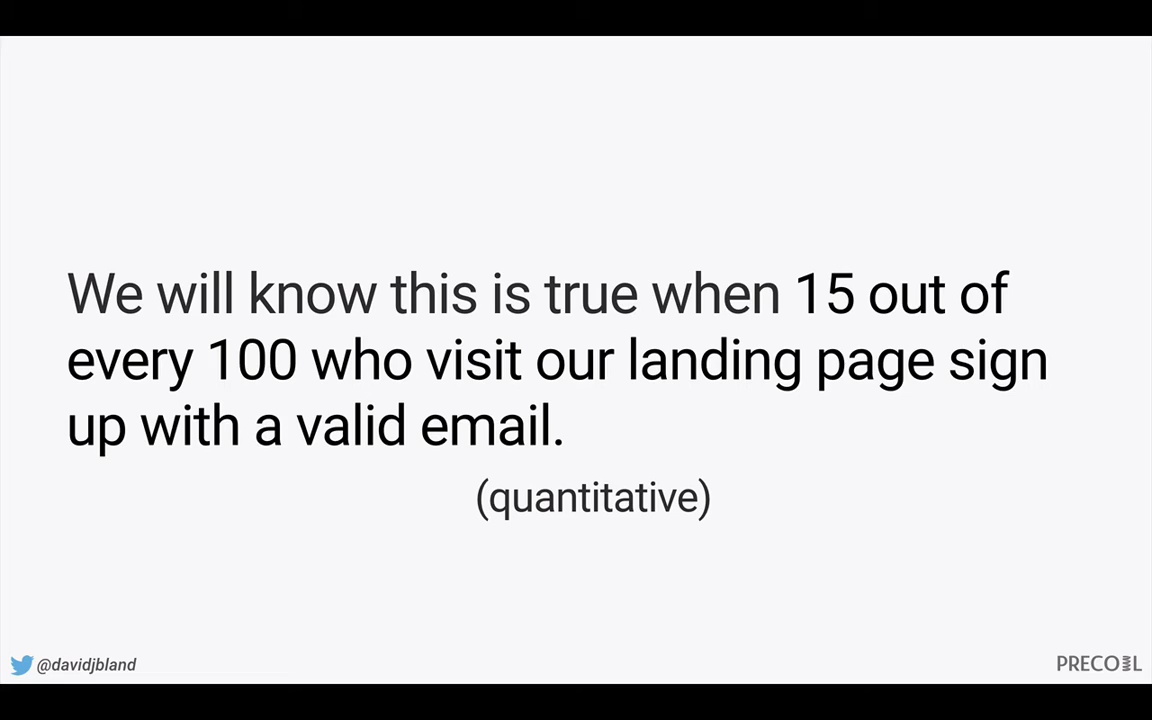 We will know this is true when 15 out of
every 100 who visit our landing page sign
up with a valid email.
(quantitative)
@davidjbland
PRECOIL